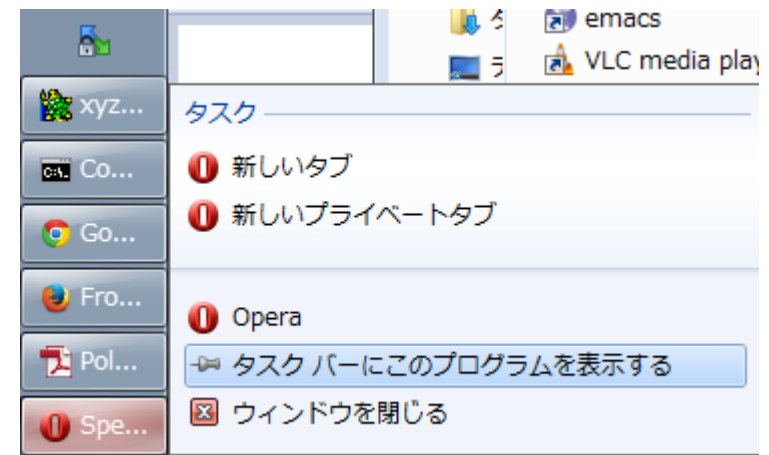 emacs
VLC media play
xyz...
タスク
Co...
新しいタブ
新しいプライベートタブ
Go...
Fro...
Opera
Pol...
タスク バーにこのプログラムを表示する
Spe...
ウィンドウを閉じる